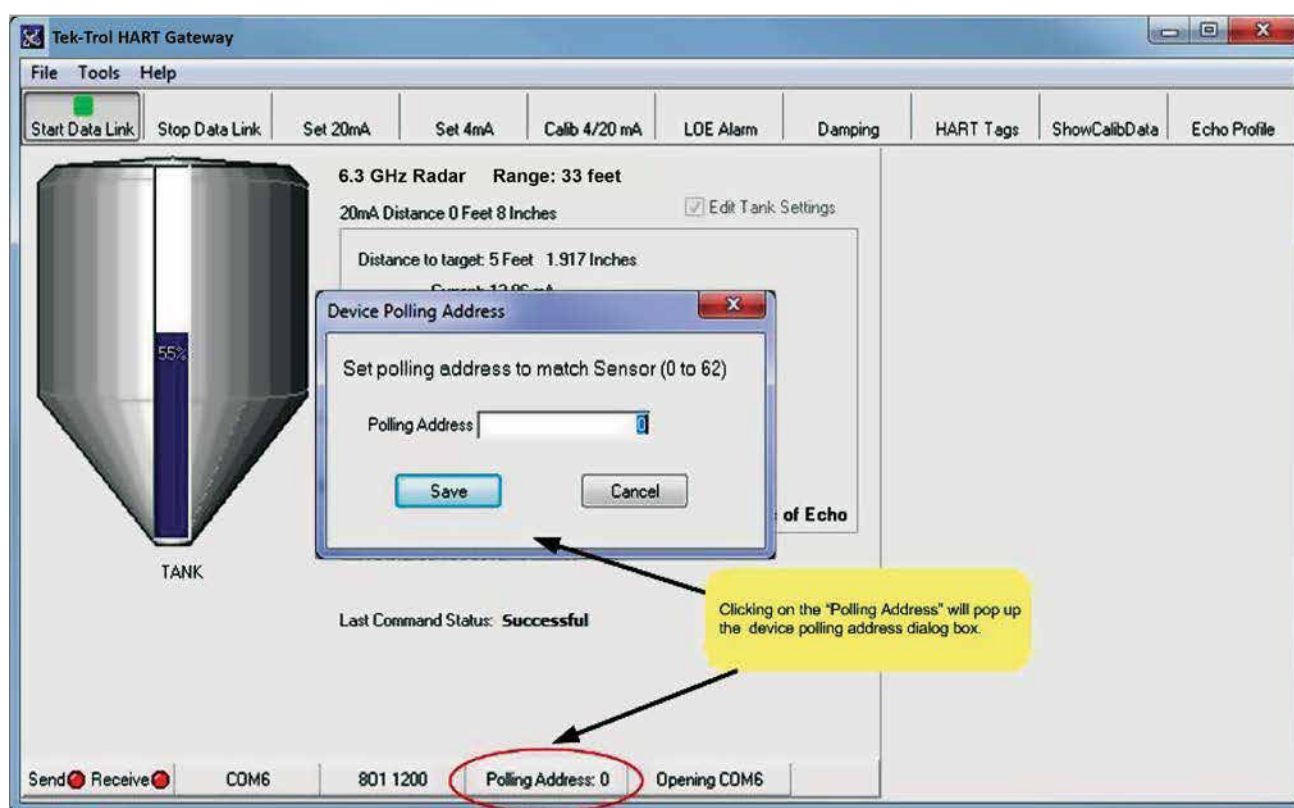 Tek-Trol HART Gateway
File Tools Help
Start Data Link Stop Data Link Set 20mA Set 4mA Calib 4/20 mA LOE Alarm Damping HART Tags ShowCalibData Echo Profile
6.3 GHz Radar Range: 33 feet
20mA Distance 0 Feet 8 Inches Edit Tank Settings
Distance to target: 5 Feet 1.917 Inches
Device Polling Address
Set polling address to match Sensor (0 to 62)
55%
Polling Address 0
Save Cancel
of Echo
TANK
Clicking on the "Polling Address" will pop up
the device polling address dialog box.
Last Command Status: Successful
Send Receive COM6 801 1200 Polling Address: 0 Opening COM6